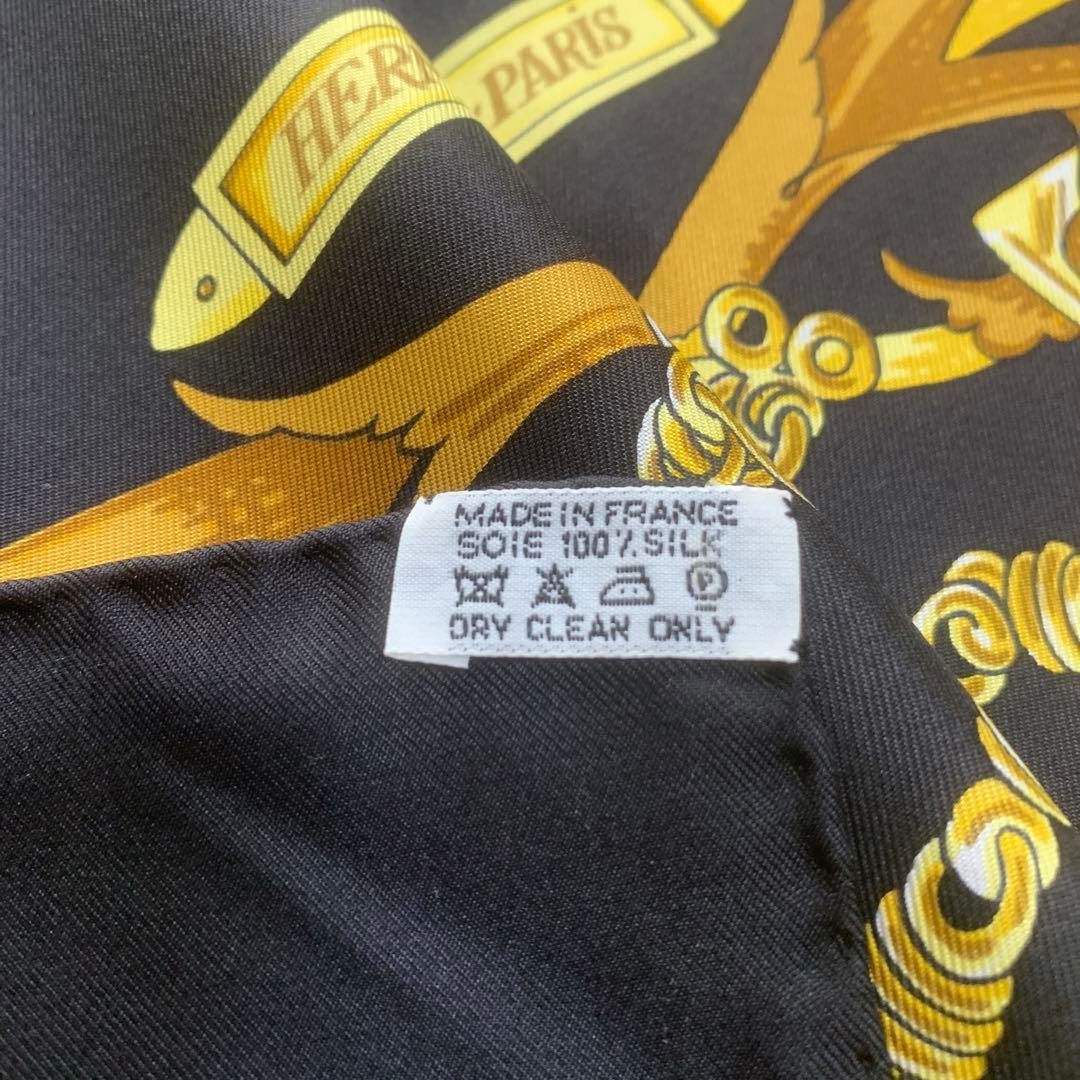 HER
-PARIS
MADE IN FRANCE
SOIE 100% SILK
P
DRY CLEAN ONLY